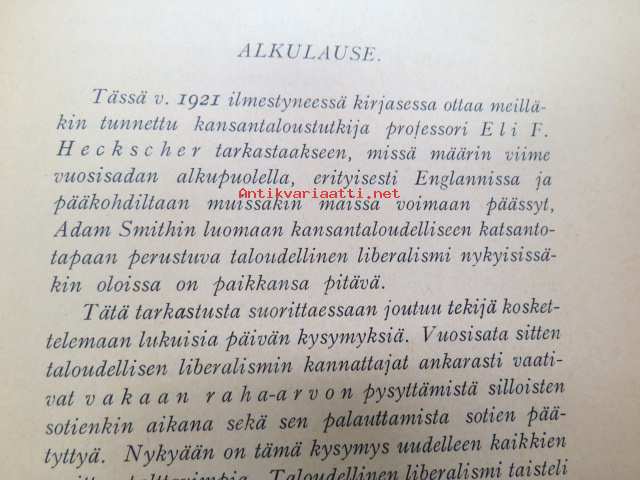 ALKULAUSE.
Tässä v. 1921 ilmestyneessä kirjasessa ottaa meillä-
kin tunnettu kansantaloustutkija professori Eli F.
Heckscher tarkastaakseen, missä määrin viime
vuosisadan alkupuolella, erityisesti Englannissa ja
Antikvariaatti.net
pääkohdiltaan muissakin maissa voimaan päässyt,
Adam Smithin luomaan kansantaloudelliseen katsanto-
tapaan perustuva taloudellinen liberalismi nykyisissä-
kin oloissa on paikkansa pitävä.
Tätä tarkastusta suorittaessaan joutuu tekijä kosket-
telemaan lukuisia päivän kysymyksiä. Vuosisata sitten
taloudellisen liberalismin kannattajat ankarasti vaati-
vat vakaan raha-arvon pysyttämistä silloisten
sotienkin aikana sekä sen palauttamista sotien pää-
tyttyä. Nykyään on tämä kysymys uudelleen kaikkien
Taloudellinen liberalismi taisteli